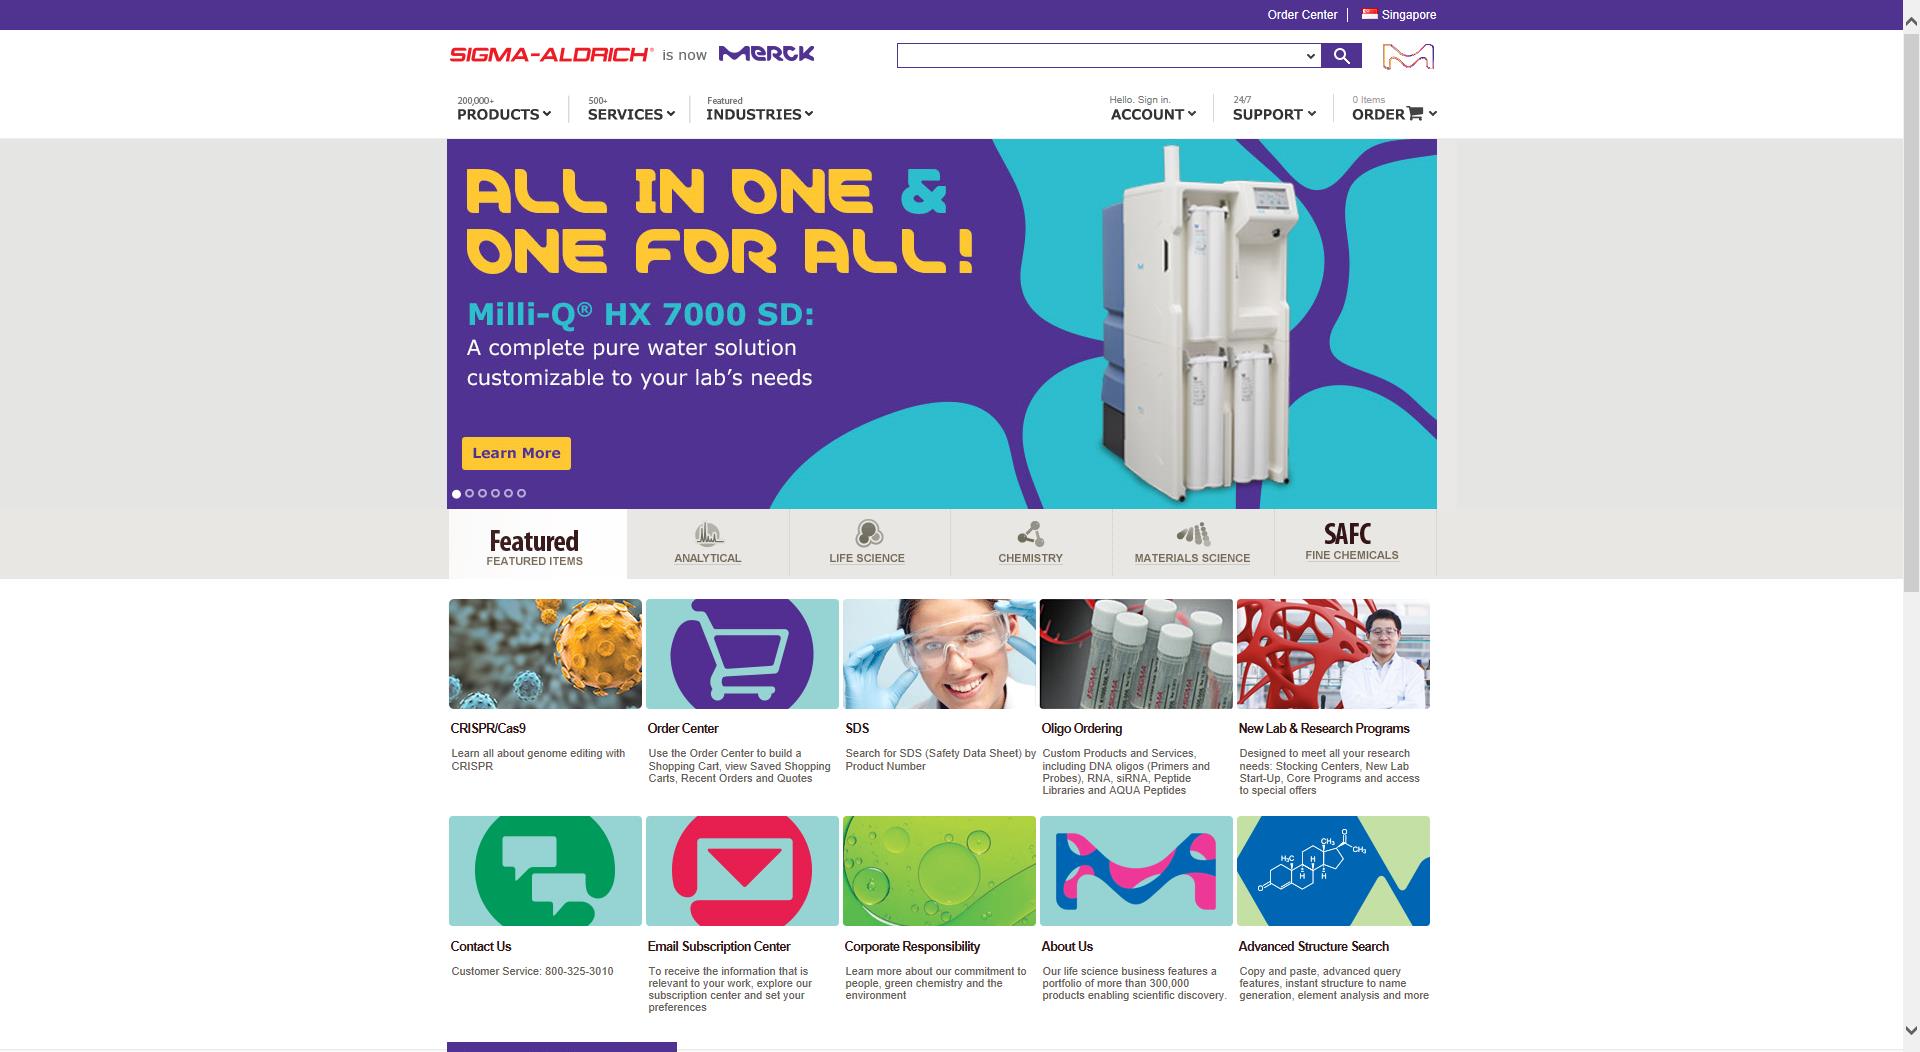 Order Center
Singapore
SIGMA-ALDRICH® is now MERCK
200,000+
PRODUCTS
500+
SERVICES
Featured
INDUSTRIES
Hello. Sign in.
ACCOUNT
24/7
SUPPORT
0 Items
ORDER
ALL IN ONE &
ONE FOR ALL!
Milli-Q® HX 7000 SD:
A complete pure water solution
customizable to your lab's needs
Learn More
Featured
FEATURED ITEMS
ANALYTICAL
LIFE SCIENCE
CHEMISTRY
MATERIALS SCIENCE
SAFC
FINE CHEMICALS
CRISPR/Cas9
Learn all about genome editing with
CRISPR
Order Center
Use the Order Center to build a
Shopping Cart, view Saved Shopping
Carts, Recent Orders and Quotes
SDS
Search for SDS (Safety Data Sheet) by
Product Number
SIGMA
SIGMA
SIGMA
Oligo Ordering
Custom Products and Services,
including DNA oligos (Primers and
Probes), RNA, siRNA, Peptide
Libraries and AQUA Peptides
New Lab & Research Programs
Designed to meet all your research
needs: Stocking Centers, New Lab
Start-Up, Core Programs and access
to special offers
Contact Us
Customer Service: 800-325-3010
Email Subscription Center
To receive the information that is
relevant to your work, explore our
subscription center and set your
preferences
Corporate Responsibility
Learn more about our commitment to
people, green chemistry and the
environment
About Us
Our life science business features a
portfolio of more than 300,000
products enabling scientific discovery.
CH3
O
CH3
H3C
H
H
H
O
Advanced Structure Search
Copy and paste, advanced query
features, instant structure to name
generation, element analysis and more